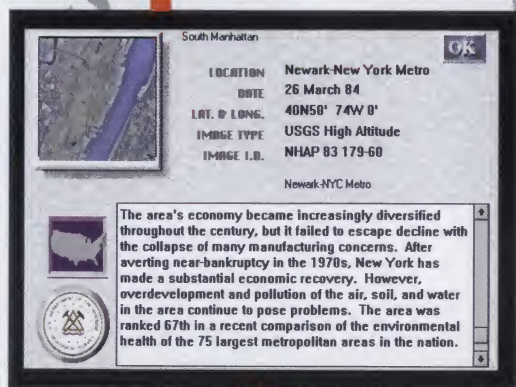 South Manhattan
OK
LOCATION Newark-New York Metro
DATE 26 March 84
LAT. & LONG. 40N50' 74W 0'
IMAGE TYPE USGS High Altitude
IMAGE I.D. NHAP 83 179-60
Newark-NYC Metro
The area's economy became increasingly diversified
throughout the century, but it failed to escape decline with
the collapse of many manufacturing concerns. After
averting near-bankruptcy in the 1970s, New York has
made a substantial economic recovery. However,
overdevelopment and pollution of the air, soil, and water
in the area continue to pose problems. The area was
ranked 67th in a recent comparison of the environmental
health of the 75 largest metropolitan areas in the nation.